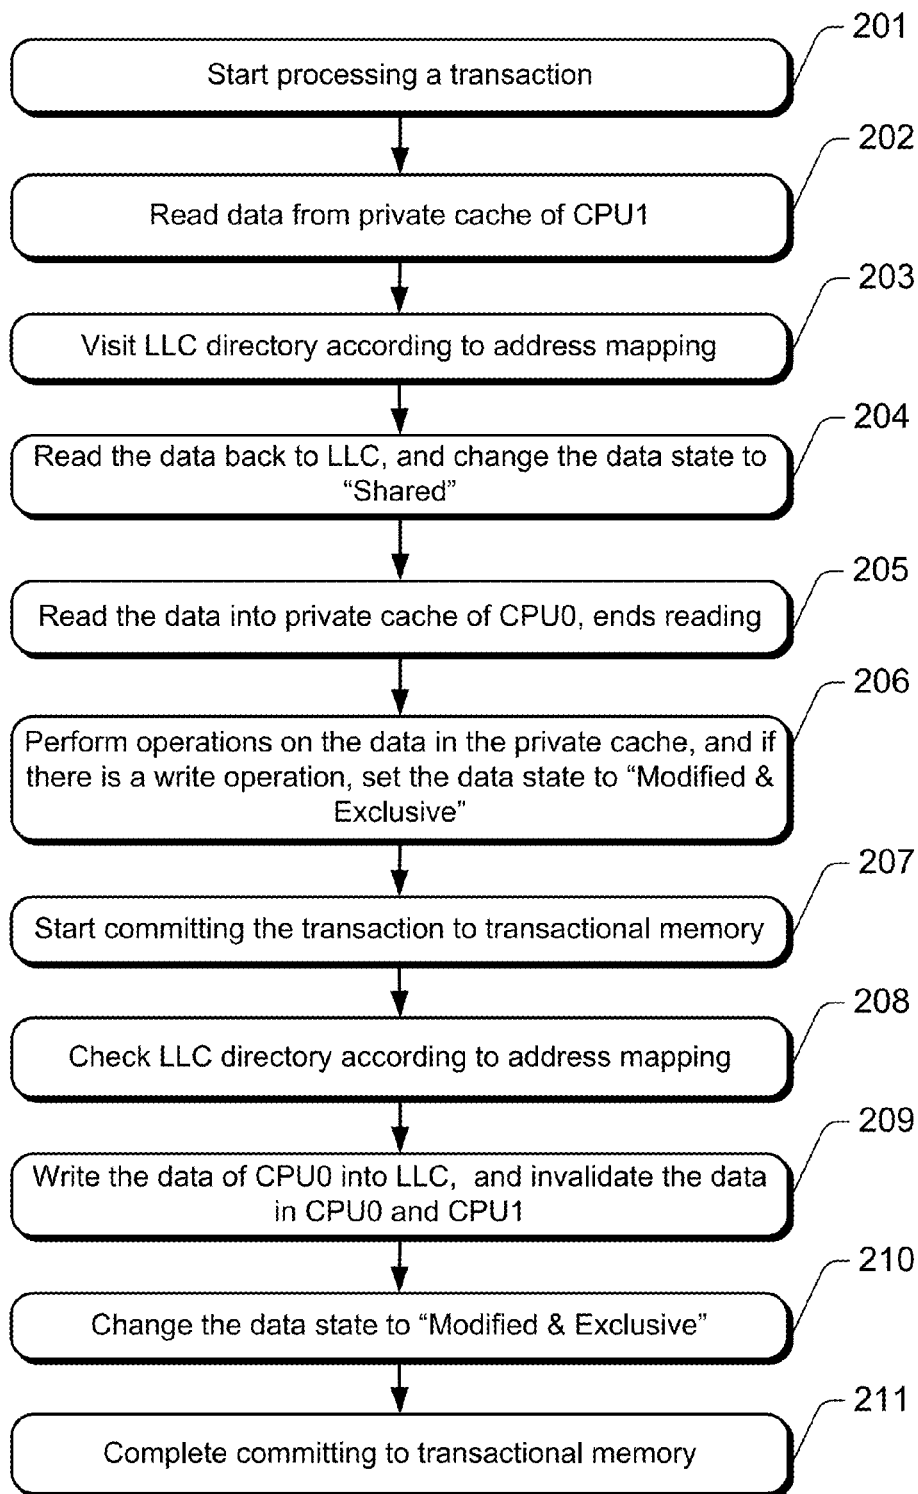 201
Start processing a transaction
202
Read data from private cache of CPU1
203
Visit LLC directory according to address mapping
204
Read the data back to LLC, and change the data state to
“Shared”
205
Read the data into private cache of CPU0, ends reading
206
Perform operations on the data in the private cache, and if
there is a write operation, set the data state to “Modified &
Exclusive”
207
Start committing the transaction to transactional memory
208
Check LLC directory according to address mapping
209
Write the data of CPU0 into LLC, and invalidate the data
in CPU0 and CPU1
210
Change the data state to “Modified & Exclusive”
211
Complete committing to transactional memory